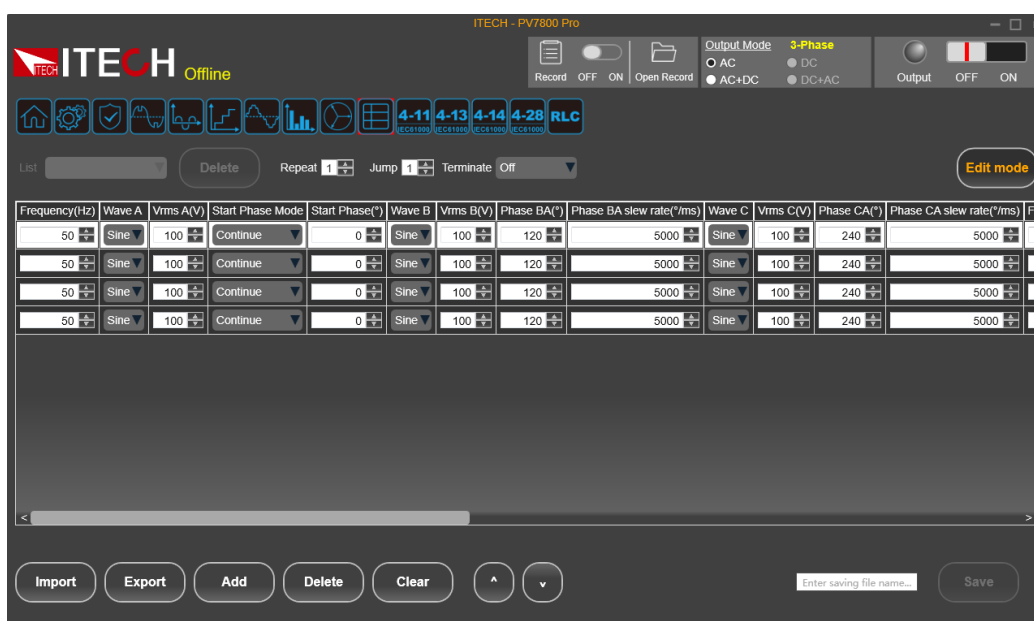 ITECH - PV7800 Pro
ITECH ITECH Offline
Record OFF ON Open Record
Output Mode 3-Phase
AC DC
AC+DC DC+AC
Output OFF ON
4-11 IEC61000 4-13 IEC61000 4-14 IEC61000 4-28 IEC61000 RLC
List Delete Repeat 1 Jump 1 Terminate Off Edit mode
Frequency(Hz) Wave A Vrms A(V) Start Phase Mode Start Phase(°) Wave B Vrms B(V) Phase BA(°) Phase BA slew rate(°/ms) Wave C Vrms C(V) Phase CA(°) Phase CA slew rate(°/ms) F
50 Sine 100 Continue 0 Sine 100 120 5000 Sine 100 240 5000
50 Sine 100 Continue 0 Sine 100 120 5000 Sine 100 240 5000
50 Sine 100 Continue 0 Sine 100 120 5000 Sine 100 240 5000
50 Sine 100 Continue 0 Sine 100 120 5000 Sine 100 240 5000
Import Export Add Delete Clear ^ v Enter saving file name... Save